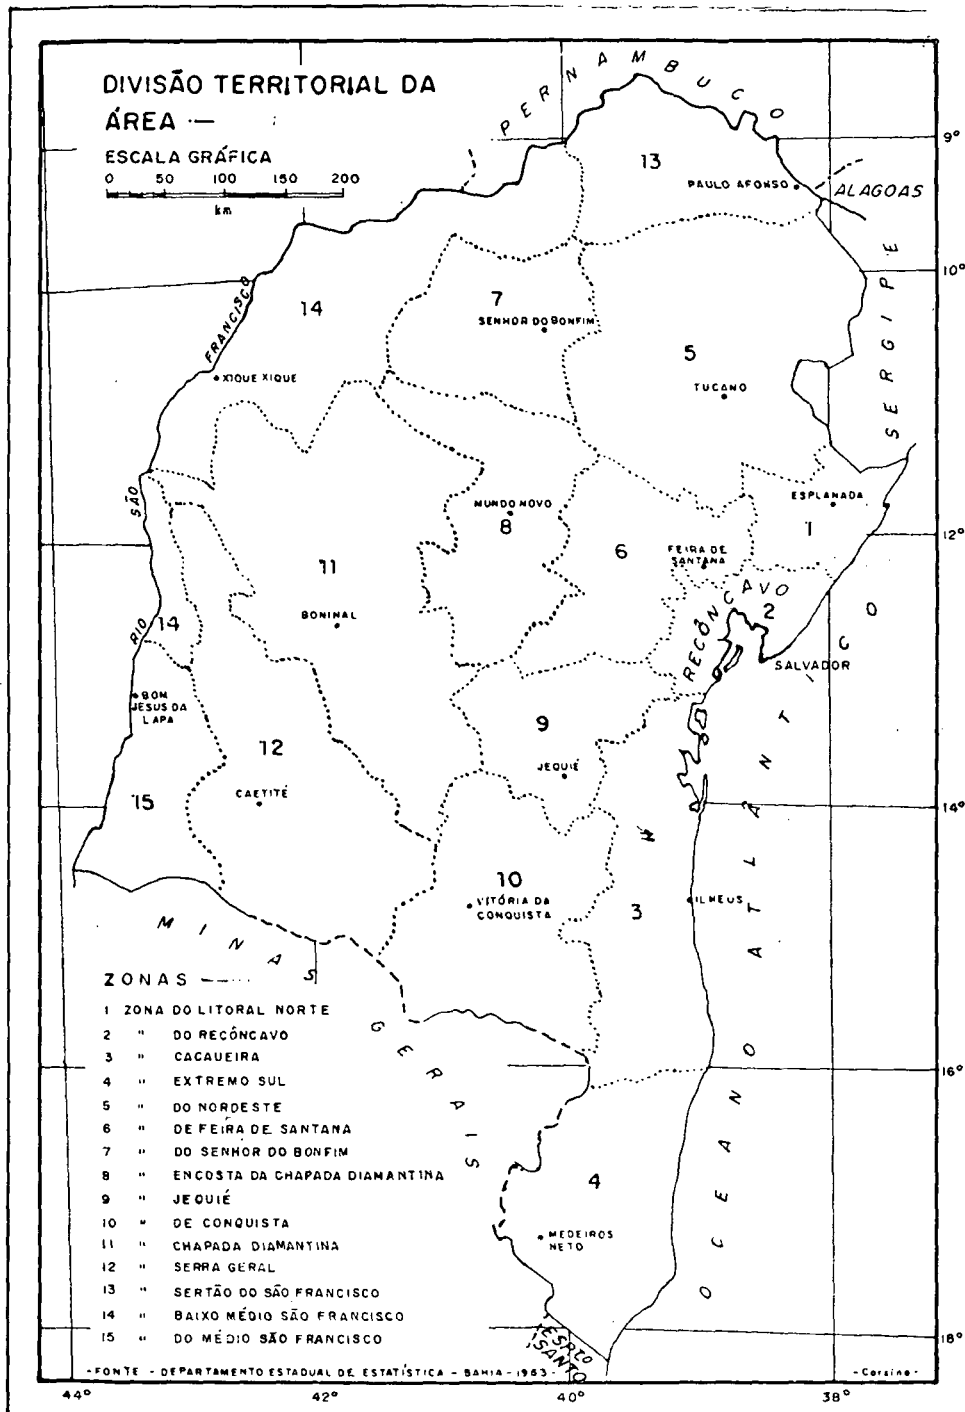 DIVISÃO TERRITORIAL DA
ÁREA
ESCALA GRÁFICA
0 50 100 150 200
km
PERNAMBUCO
9°
13
PAULO AFONSO
ALAGOAS
SERGIPE
10°
14
7
SENHOR DO BONFIM
5
TUCANO
XIQUE XIQUE
RIO SÃO FRANCISCO
MUNDO NOVO
8
ESPLANADA
1
12°
6
FEIRA DE
SANTANA
11
BONINAL
RECÔNCAVO
2
14
SALVADOR
BOM
JESUS DA
LAPA
9
JEQUIÉ
12
CAETITÉ
15
14°
10
VITÓRIA DA
CONQUISTA
3
ILHEUS
OCEANO ATLÂNTICO
MINAS GERAIS
16°
4
MEDEIROS
NETO
18°
ESPTO
SANTO
ZONAS
1 ZONA DO LITORAL NORTE
2 " DO RECÔNCAVO
3 " CACAUEIRA
4 " EXTREMO SUL
5 " DO NORDESTE
6 " DE FEIRA DE SANTANA
7 " DO SENHOR DO BONFIM
8 " ENCOSTA DA CHAPADA DIAMANTINA
9 " JEQUIÉ
10 " DE CONQUISTA
11 " CHAPADA DIAMANTINA
12 " SERRA GERAL
13 " SERTÃO DO SÃO FRANCISCO
14 " BAIXO MÉDIO SÃO FRANCISCO
15 " DO MÉDIO SÃO FRANCISCO
-FONTE - DEPARTAMENTO ESTADUAL DE ESTATÍSTICA - BAHIA - 1963-
44° 42° 40° 38°